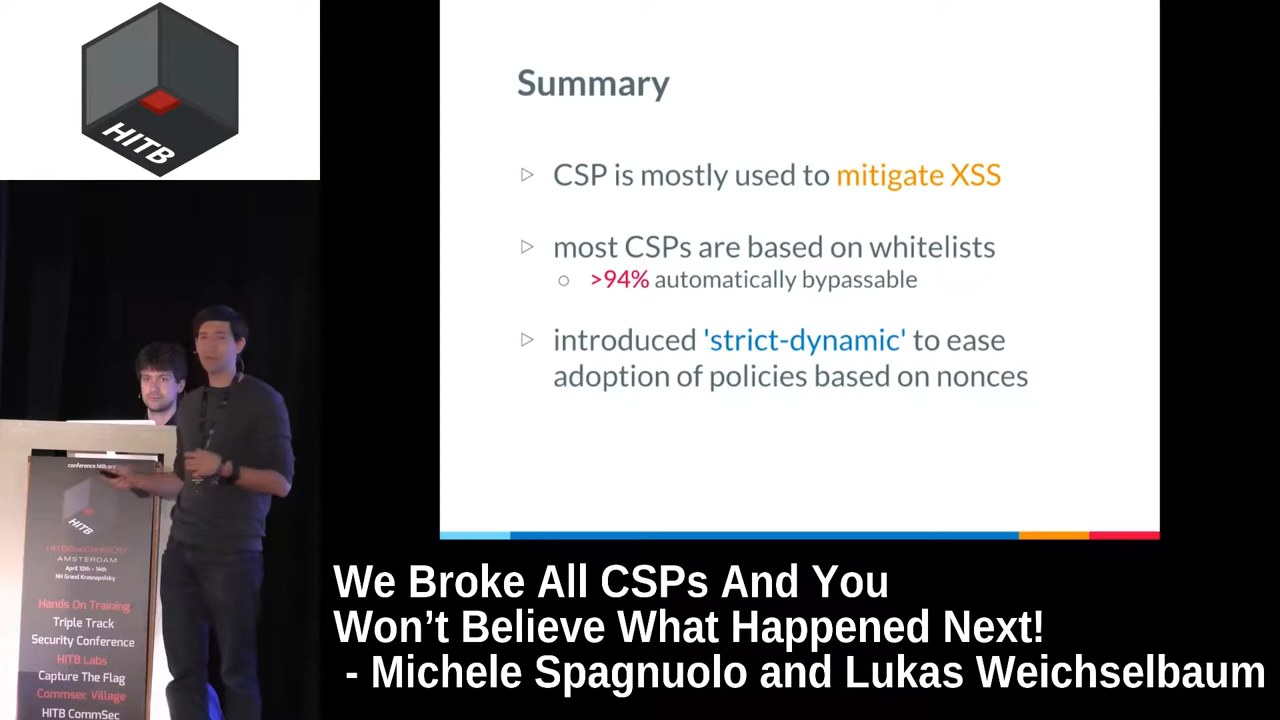 HITB
Summary
CSP is mostly used to mitigate XSS
most CSPs are based on whitelists
>94% automatically bypassable
introduced 'strict-dynamic' to ease
adoption of policies based on nonces
conference.hitb.org
HITB
AMSTERDAM
April 10th - 14th
NH Grand Krasnapolsky
Hands On Training
Triple Track
Security Conference
HITB Labs
Capture The Flag
Commsec Village
HITB CommSec
We Broke All CSPs And You
Won’t Believe What Happened Next!
- Michele Spagnuolo and Lukas Weichselbaum